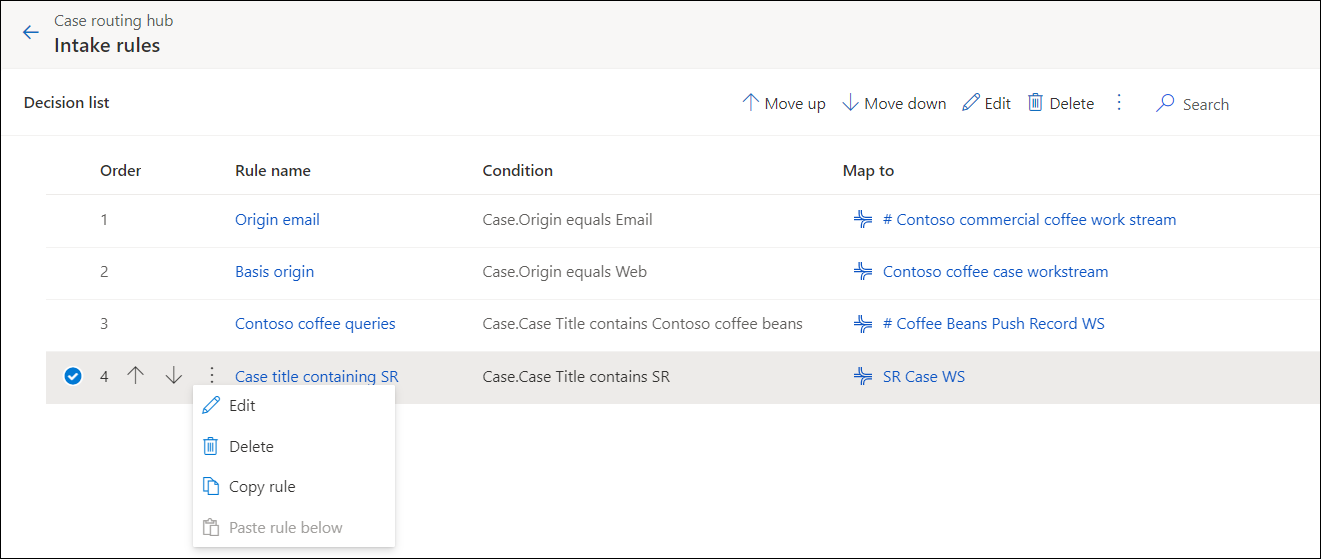 Case routing hub
Intake rules
Decision list Move up Move down Edit Delete Search
Order Rule name Condition Map to
1 Origin email Case.Origin equals Email # Contoso commercial coffee work stream
2 Basis origin Case.Origin equals Web Contoso coffee case workstream
3 Contoso coffee queries Case.Case Title contains Contoso coffee beans # Coffee Beans Push Record WS
4 Case title containing SR Case.Case Title contains SR SR Case WS
Edit
Delete
Copy rule
Paste rule below